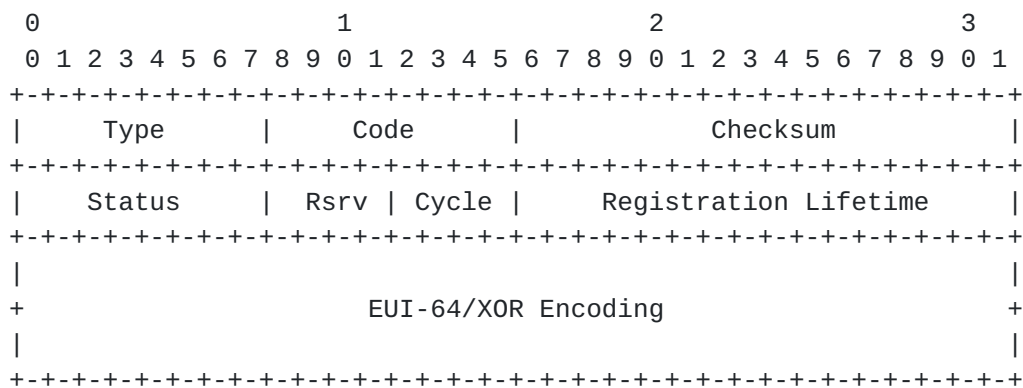 0                   1                   2                   3
 0 1 2 3 4 5 6 7 8 9 0 1 2 3 4 5 6 7 8 9 0 1 2 3 4 5 6 7 8 9 0 1
+-+-+-+-+-+-+-+-+-+-+-+-+-+-+-+-+-+-+-+-+-+-+-+-+-+-+-+-+-+-+-+-+
|     Type      |     Code      |            Checksum           |
+-+-+-+-+-+-+-+-+-+-+-+-+-+-+-+-+-+-+-+-+-+-+-+-+-+-+-+-+-+-+-+-+
|    Status     |  Rsrv | Cycle |     Registration Lifetime     |
+-+-+-+-+-+-+-+-+-+-+-+-+-+-+-+-+-+-+-+-+-+-+-+-+-+-+-+-+-+-+-+-+
|                                                               |
+                      EUI-64/XOR Encoding                      +
|                                                               |
+-+-+-+-+-+-+-+-+-+-+-+-+-+-+-+-+-+-+-+-+-+-+-+-+-+-+-+-+-+-+-+-+